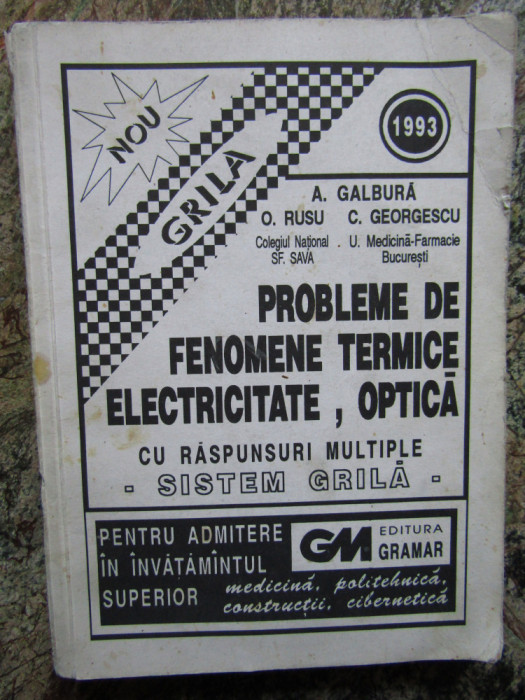 NOU
GRILA
1993
A. GALBURĂ
O. RUSU C. GEORGESCU
Colegiul Național . U. Medicină-Farmacie
SF. SAVA București
PROBLEME DE
FENOMENE TERMICE
ELECTRICITATE , OPTICĂ
CU RĂSPUNSURI MULTIPLE
- SISTEM GRILĂ -
PENTRU ADMITERE
ÎN ÎNVĂTĂMÎNTUL
SUPERIOR
GM EDITURA
GRAMAR
medicină, politehnică,
construcții, cibernetică